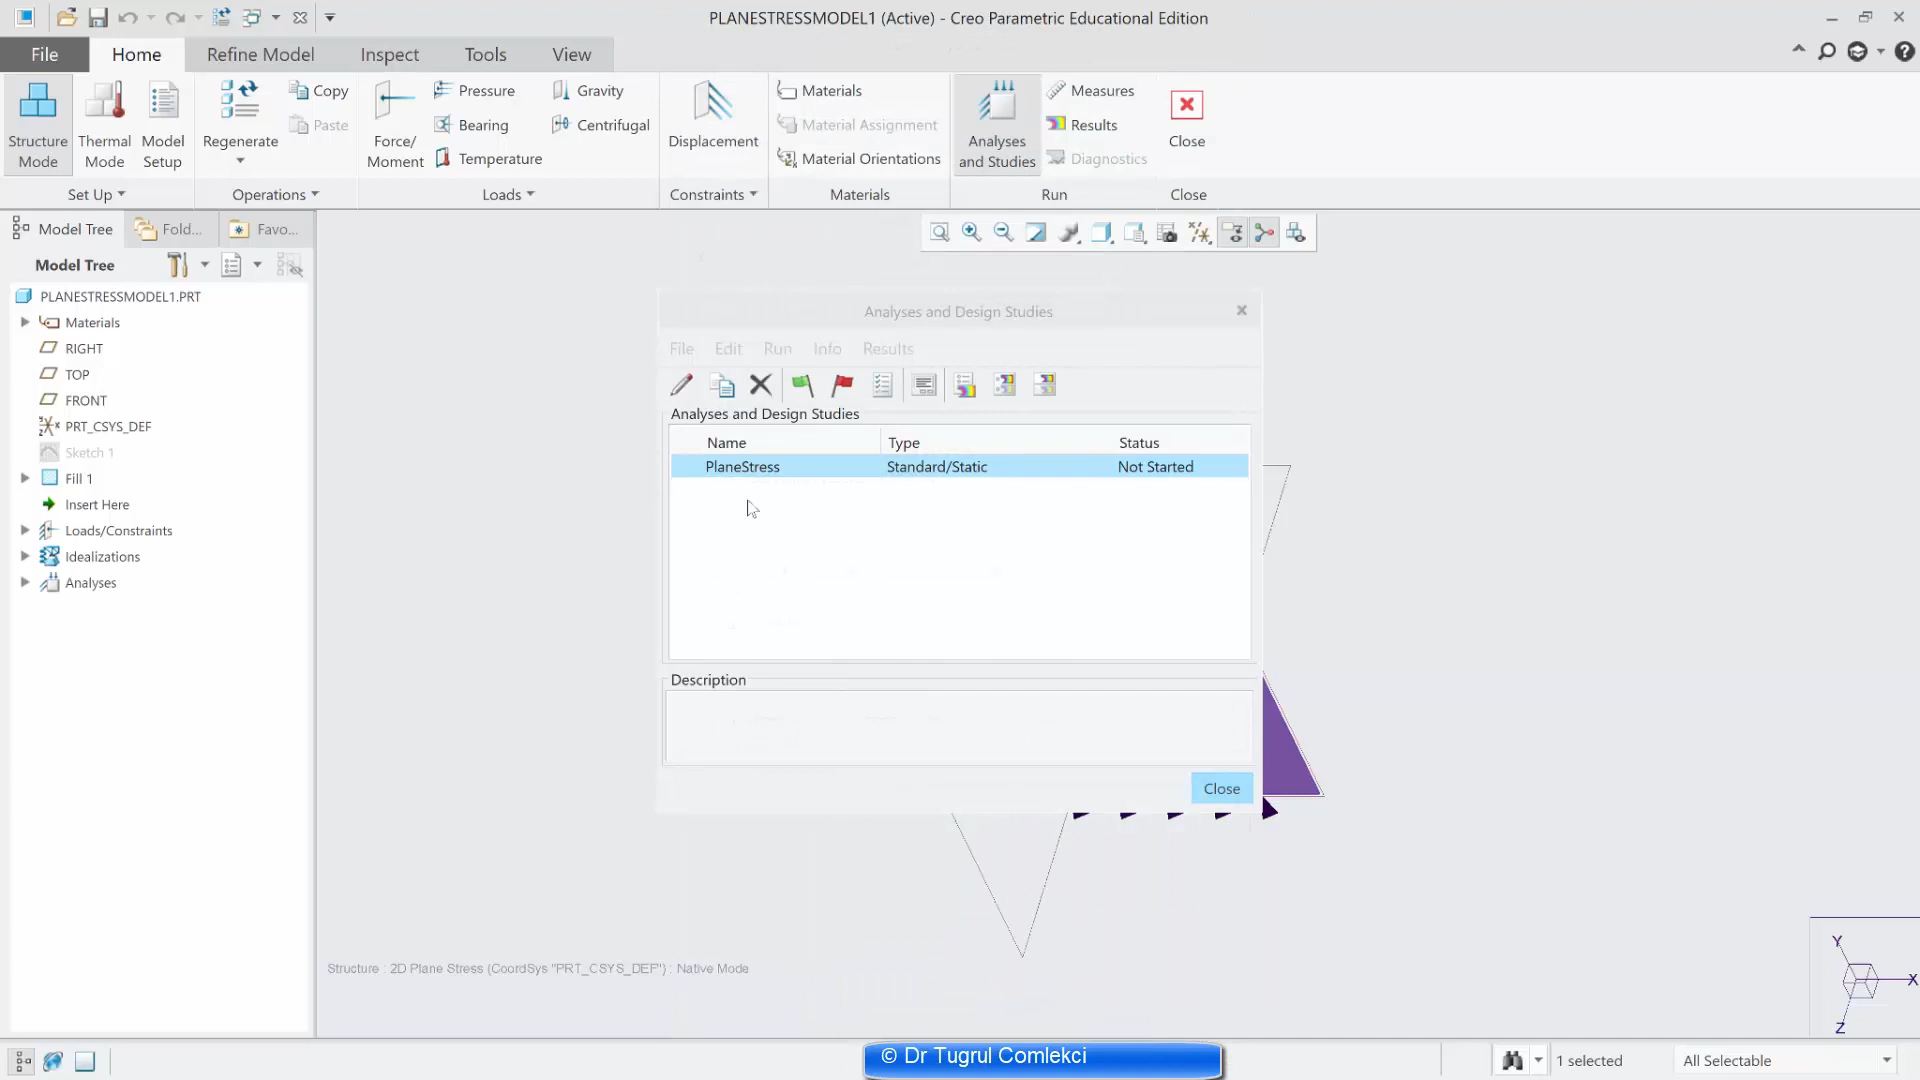 PLANESTRESSMODEL1 (Active) - Creo Parametric Educational Edition
File Home Refine Model Inspect Tools View
Structure Mode
Thermal Mode
Model Setup
Set Up
Regenerate
Copy
Paste
Operations
Force/ Moment
Pressure
Bearing
Temperature
Gravity
Centrifugal
Loads
Displacement
Constraints
Materials
Material Assignment
Material Orientations
Materials
Analyses and Studies
Measures
Results
Diagnostics
Run
Close
Close
Model Tree Fold... Favo...
Model Tree
PLANESTRESSMODEL1.PRT
Materials
RIGHT
TOP
FRONT
PRT_CSYS_DEF
Sketch 1
Fill 1
Insert Here
Loads/Constraints
Idealizations
Analyses
Analyses and Design Studies
File Edit Run Info Results
Analyses and Design Studies
Name Type Status
PlaneStress Standard/Static Not Started
Description
Close
Structure : 2D Plane Stress (CoordSys "PRT_CSYS_DEF") : Native Mode
Y
X
Z
© Dr Tugrul Comlekci
1 selected
All Selectable